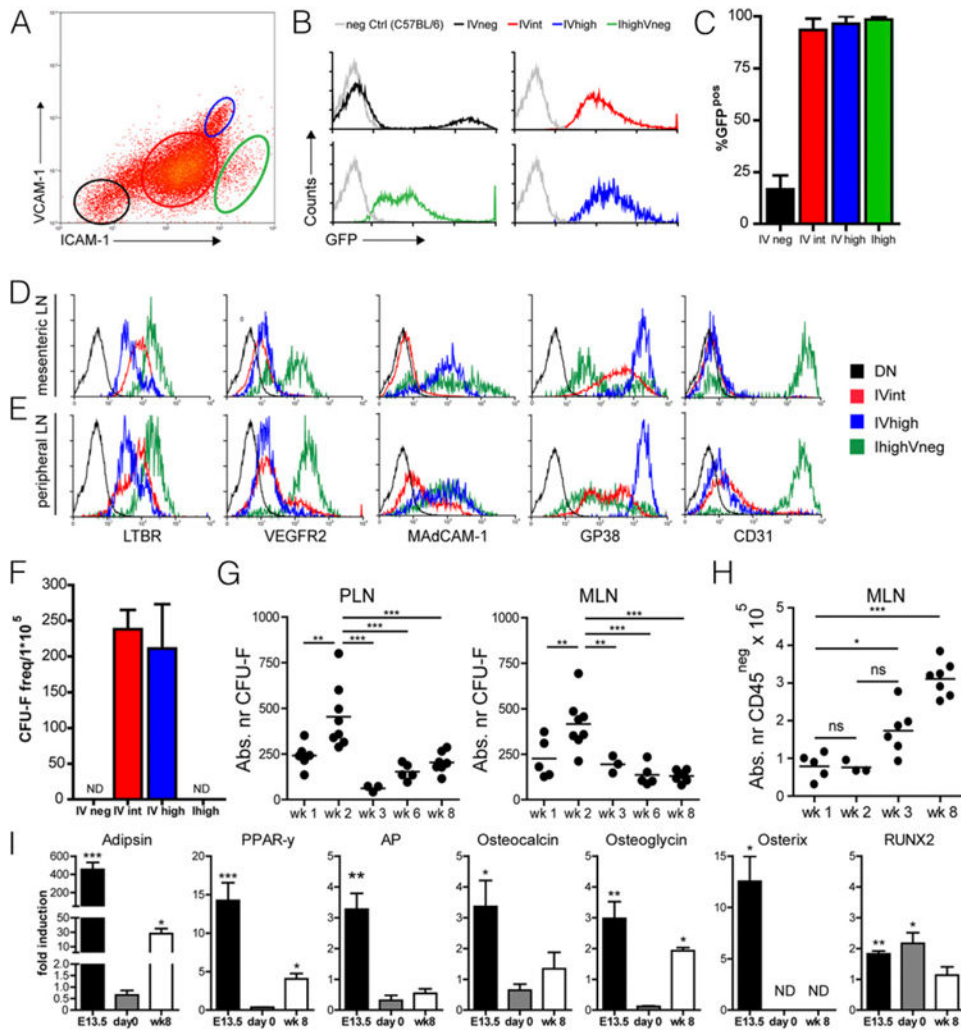 A
VCAM-1
ICAM-1
B
neg Ctrl (C57BL/6) IVneg IVint IVhigh IhighVneg
Counts
GFP
C
%GFPpos
100
75
50
25
0
IV neg IV int IV high Ihigh
D
mesenteric LN
E
peripheral LN
LTBR VEGFR2 MAdCAM-1 GP38 CD31
DN
IVint
IVhigh
IhighVneg
F
CFU-F freq/1*10^5
300
250
200
150
100
50
0
ND ND
IV neg IV int IV high Ihigh
G
PLN
Abs. nr CFU-F
1000
750
500
250
0
** *** *** ***
wk 1 wk 2 wk 3 wk 6 wk 8
MLN
Abs. nr CFU-F
1000
750
500
250
0
** ** *** ***
wk 1 wk 2 wk 3 wk 6 wk 8
H
MLN
Abs. nr CD45neg x 10^5
5
4
3
2
1
0
***
*
ns
ns
wk 1 wk 2 wk 3 wk 8
I
fold induction
Adipsin
600
400
200
50
30
10
2.0
1.5
1.0
0.5
0.0
*** *
E13.5 day0 wk8
PPAR-y
20
15
10
5
0
*** *
E13.5 day 0 wk 8
AP
5
4
3
2
1
0
**
E13.5 day 0 wk8
Osteocalcin
5
4
3
2
1
0
*
E13.5 day 0 wk 8
Osteoglycin
5
4
3
2
1
0
** *
E13.5 day 0 wk 8
Osterix
15
10
5
0
*
ND ND
E13.5 day 0 wk 8
RUNX2
5
4
3
2
1
0
** *
E13.5 day 0 wk 8